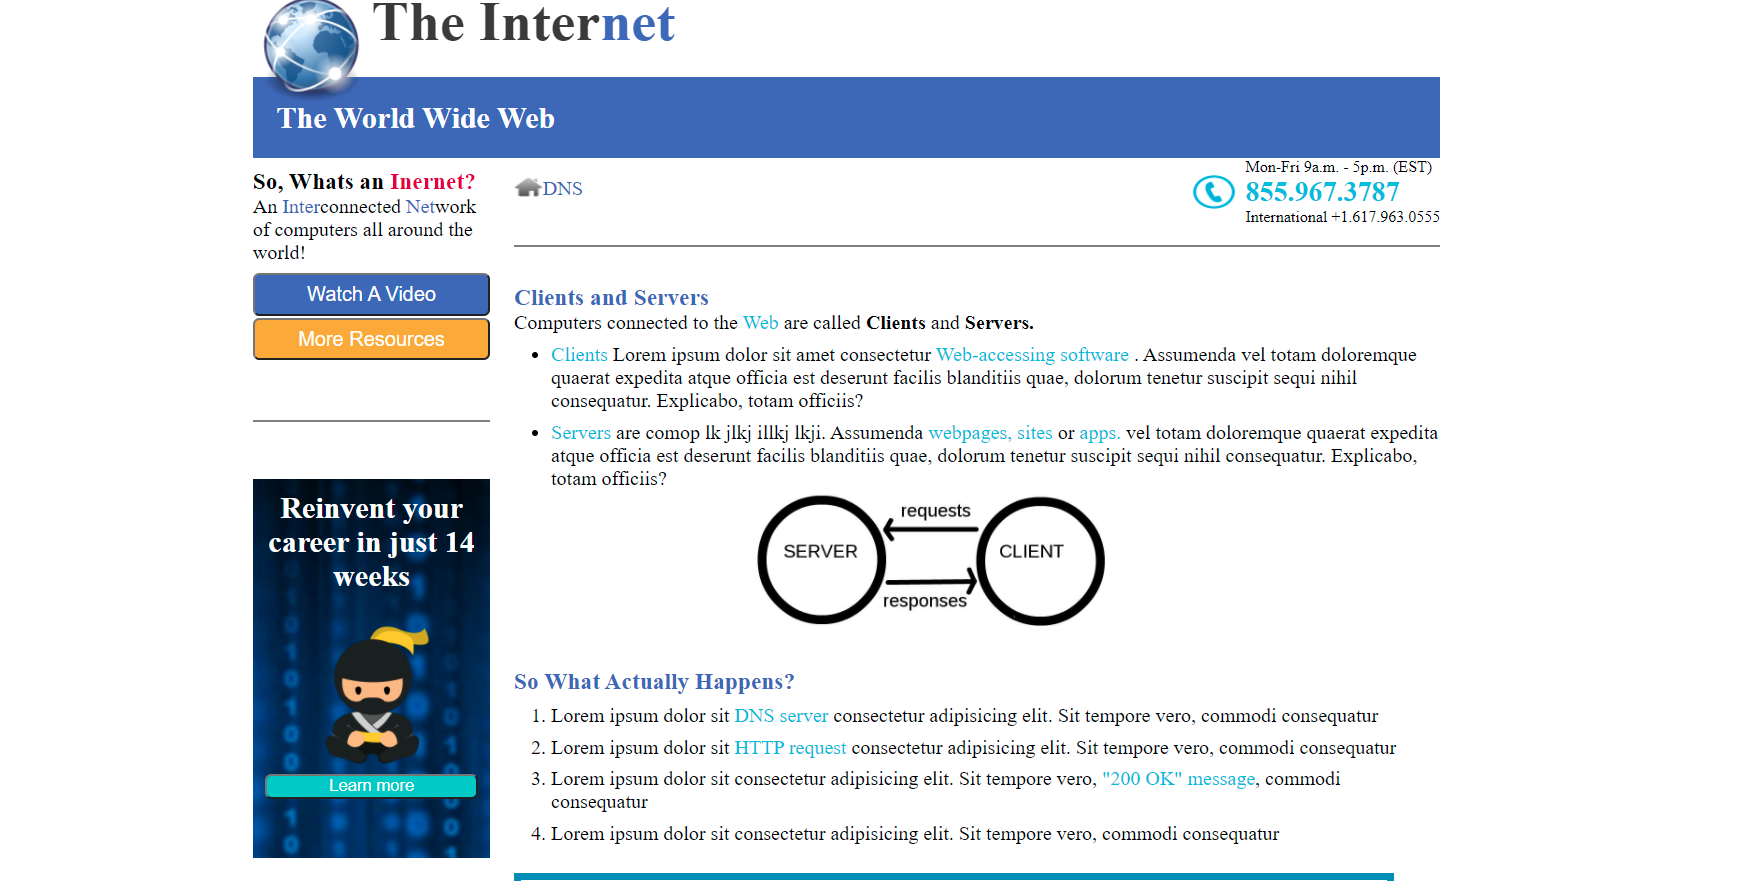 The Internet
The World Wide Web
So, Whats an Inernet?
An Interconnected Network
of computers all around the
world!
Watch A Video
More Resources
Reinvent your
career in just 14
weeks
Learn more
DNS
Mon-Fri 9a.m. - 5p.m. (EST)
855.967.3787
International +1.617.963.0555
Clients and Servers
Computers connected to the Web are called Clients and Servers.
• Clients Lorem ipsum dolor sit amet consectetur Web-accessing software . Assumenda vel totam doloremque
quaerat expedita atque officia est deserunt facilis blanditiis quae, dolorum tenetur suscipit sequi nihil
consequatur. Explicabo, totam officiis?
• Servers are comop lk jlkj illkj lkji. Assumenda webpages, sites or apps. vel totam doloremque quaerat expedita
atque officia est deserunt facilis blanditiis quae, dolorum tenetur suscipit sequi nihil consequatur. Explicabo,
totam officiis?
requests
SERVER
CLIENT
responses
So What Actually Happens?
1. Lorem ipsum dolor sit DNS server consectetur adipisicing elit. Sit tempore vero, commodi consequatur
2. Lorem ipsum dolor sit HTTP request consectetur adipisicing elit. Sit tempore vero, commodi consequatur
3. Lorem ipsum dolor sit consectetur adipisicing elit. Sit tempore vero, "200 OK" message, commodi
consequatur
4. Lorem ipsum dolor sit consectetur adipisicing elit. Sit tempore vero, commodi consequatur